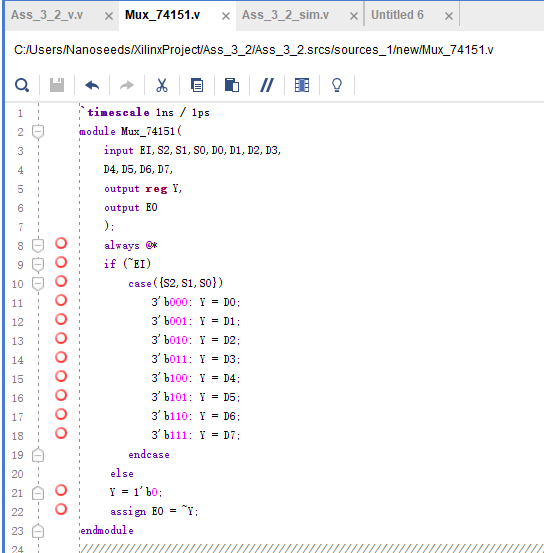 Ass_3_2_v.v × Mux_74151.v × Ass_3_2_sim.v × Untitled 6 ×
C:/Users/Nanoseeds/XilinxProject/Ass_3_2/Ass_3_2.srcs/sources_1/new/Mux_74151.v
1 `timescale 1ns / 1ps
2 module Mux_74151(
3 input EI,S2,S1,S0,D0,D1,D2,D3,
4 D4,D5,D6,D7,
5 output reg Y,
6 output EO
7 );
8 always @*
9 if (~EI)
10 case({S2,S1,S0})
11 3'b000: Y = D0;
12 3'b001: Y = D1;
13 3'b010: Y = D2;
14 3'b011: Y = D3;
15 3'b100: Y = D4;
16 3'b101: Y = D5;
17 3'b110: Y = D6;
18 3'b111: Y = D7;
19 endcase
20 else
21 Y = 1'b0;
22 assign EO = ~Y;
23 endmodule
24 ////////////////////////////////////////////////////////////////